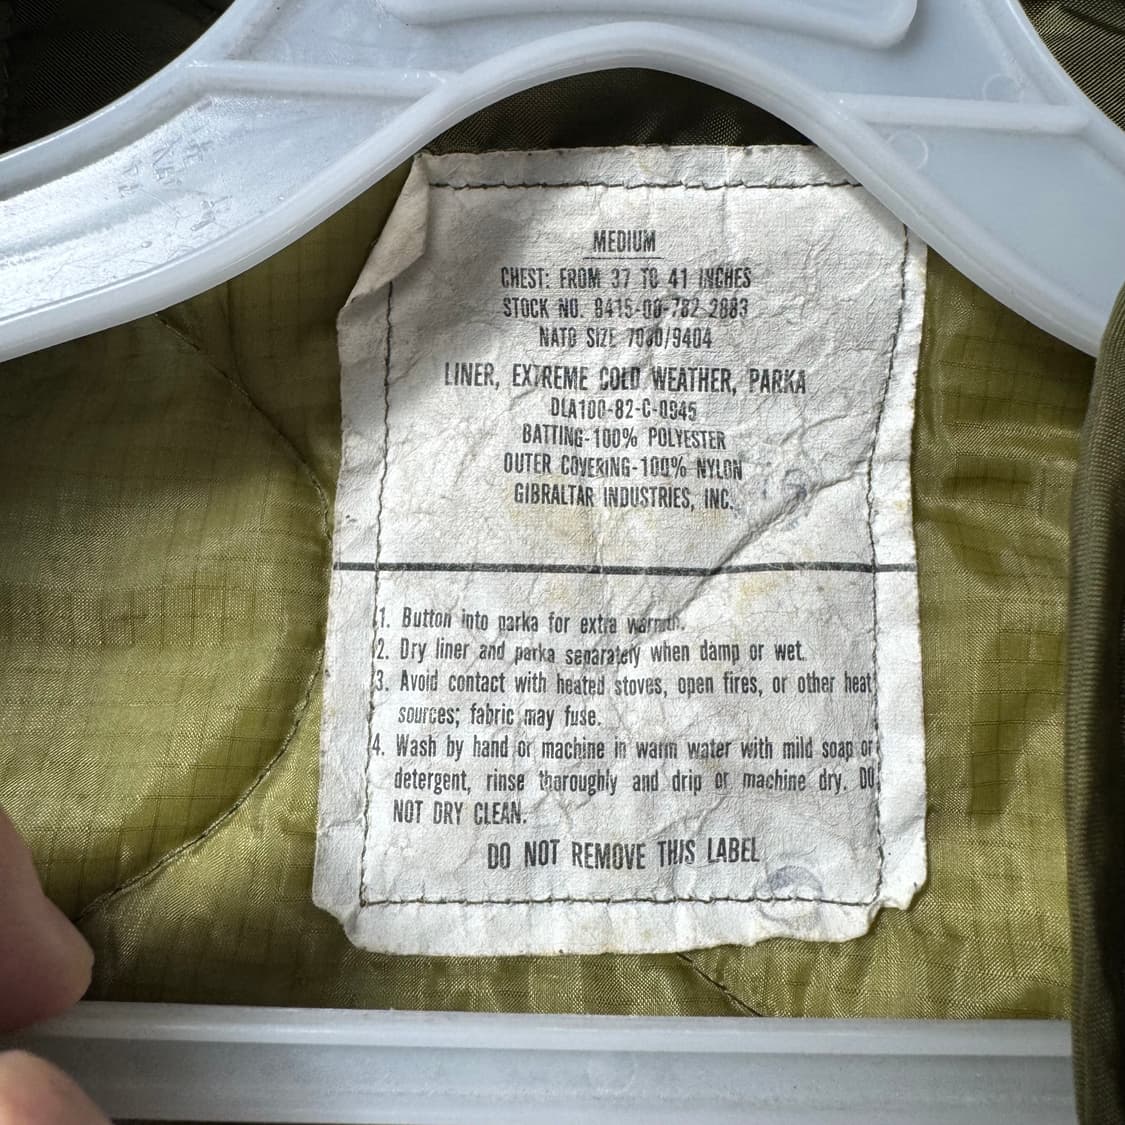 MEDIUM
CHEST: FROM 37 TO 41 INCHES
STOCK NO. 8415-00-782-2883
NATO SIZE 7080/9404
LINER, EXTREME COLD WEATHER, PARKA
DLA100-82-C-0945
BATTING-100% POLYESTER
OUTER COVERING-100% NYLON
GIBRALTAR INDUSTRIES, INC.
1. Button into parka for extra warmth.
2. Dry liner and parka separately when damp or wet.
3. Avoid contact with heated stoves, open fires, or other heat
sources; fabric may fuse.
4. Wash by hand or machine in warm water with mild soap or
detergent, rinse thoroughly and drip or machine dry. DO
NOT DRY CLEAN.
DO NOT REMOVE THIS LABEL